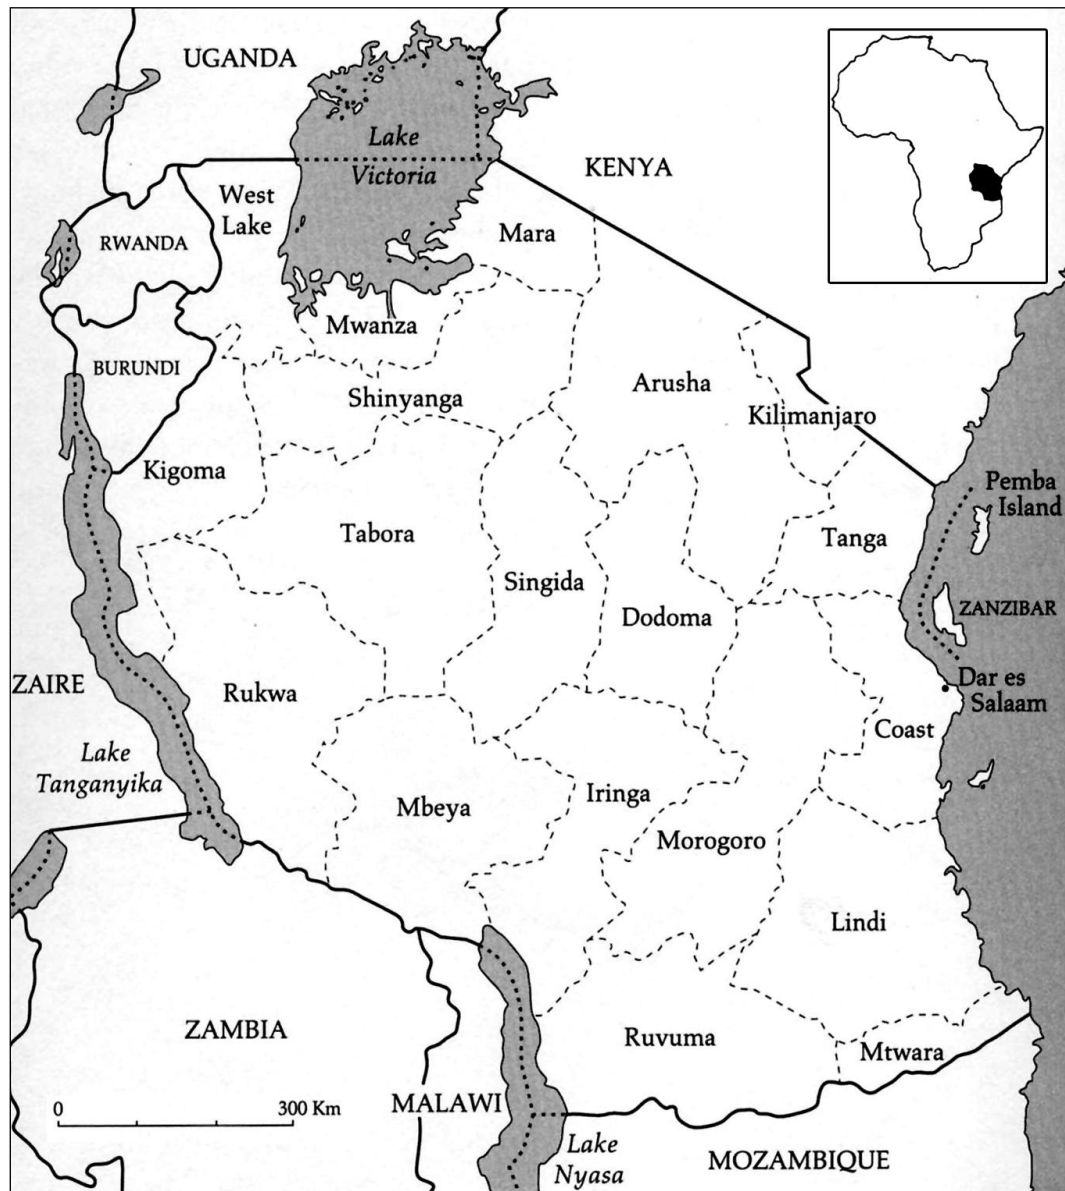 UGANDA
Lake
Victoria
KENYA
West
Lake
Mara
RWANDA
Mwanza
BURUNDI
Shinyanga
Arusha
Kilimanjaro
Kigoma
Pemba
Island
Tabora
Tanga
Singida
Dodoma
ZANZIBAR
ZAIRE
Rukwa
Dar es
Salaam
Coast
Lake
Tanganyika
Mbeya
Iringa
Morogoro
Lindi
ZAMBIA
Ruvuma
Mtwara
0 300 Km
MALAWI
Lake
Nyasa
MOZAMBIQUE